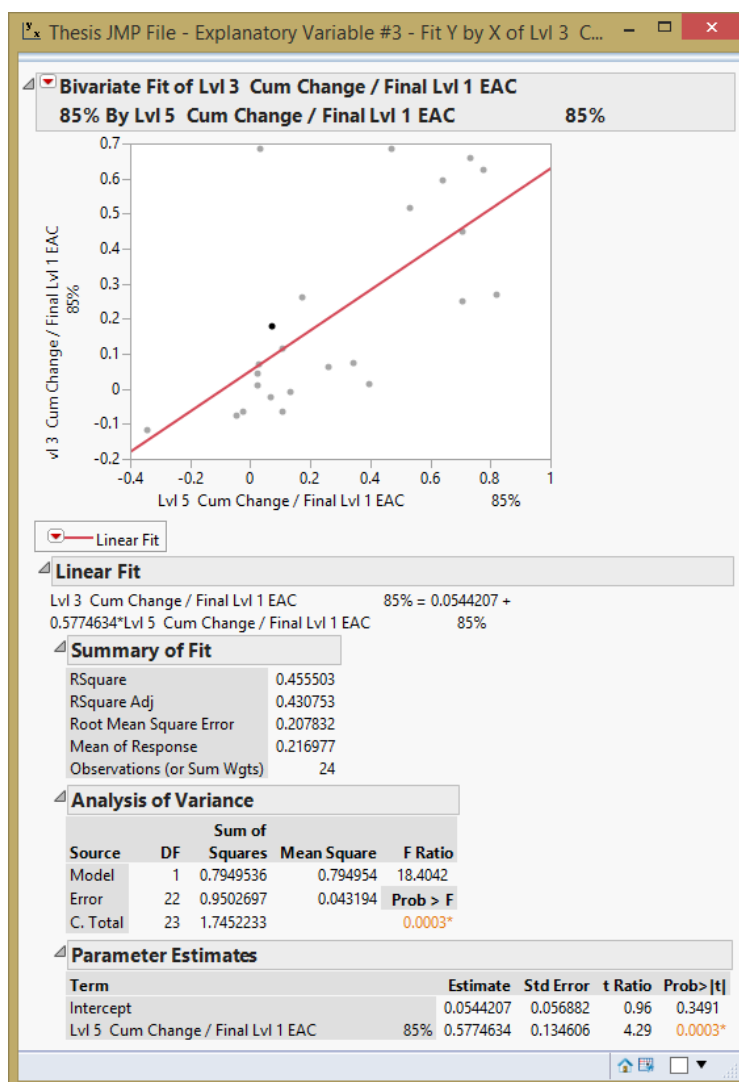 Thesis JMP File - Explanatory Variable #3 - Fit Y by X of Lvl 3 C...
Bivariate Fit of Lvl 3 Cum Change / Final Lvl 1 EAC
85% By Lvl 5 Cum Change / Final Lvl 1 EAC 85%
vl 3 Cum Change / Final Lvl 1 EAC
85%
0.7
0.6
0.5
0.4
0.3
0.2
0.1
0
-0.1
-0.2
-0.4 -0.2 0 0.2 0.4 0.6 0.8 1
Lvl 5 Cum Change / Final Lvl 1 EAC 85%
Linear Fit
Linear Fit
Lvl 3 Cum Change / Final Lvl 1 EAC 85% = 0.0544207 +
0.5774634*Lvl 5 Cum Change / Final Lvl 1 EAC 85%
Summary of Fit
RSquare 0.455503
RSquare Adj 0.430753
Root Mean Square Error 0.207832
Mean of Response 0.216977
Observations (or Sum Wgts) 24
Analysis of Variance
Sum of
Source DF Squares Mean Square F Ratio
Model 1 0.7949536 0.794954 18.4042
Error 22 0.9502697 0.043194 Prob > F
C. Total 23 1.7452233 0.0003*
Parameter Estimates
Term Estimate Std Error t Ratio Prob>|t|
Intercept 0.0544207 0.056882 0.96 0.3491
Lvl 5 Cum Change / Final Lvl 1 EAC 85% 0.5774634 0.134606 4.29 0.0003*